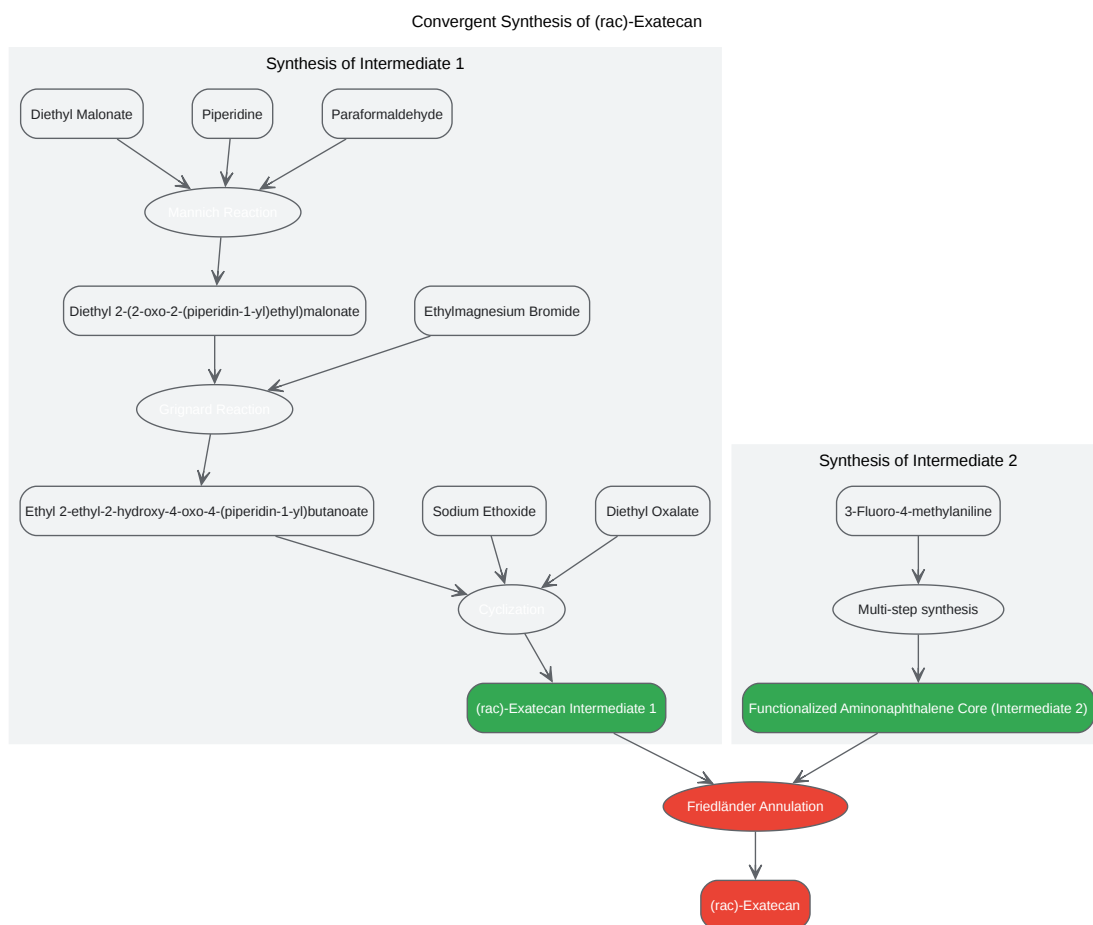 Convergent Synthesis of (rac)-Exatecan
Synthesis of Intermediate 1
Diethyl Malonate
Piperidine
Paraformaldehyde
Mannich Reaction
Diethyl 2-(2-oxo-2-(piperidin-1-yl)ethyl)malonate
Ethylmagnesium Bromide
Grignard Reaction
Ethyl 2-ethyl-2-hydroxy-4-oxo-4-(piperidin-1-yl)butanoate
Sodium Ethoxide
Diethyl Oxalate
Cyclization
(rac)-Exatecan Intermediate 1
Synthesis of Intermediate 2
3-Fluoro-4-methylaniline
Multi-step synthesis
Functionalized Aminonaphthalene Core (Intermediate 2)
Friedländer Annulation
(rac)-Exatecan